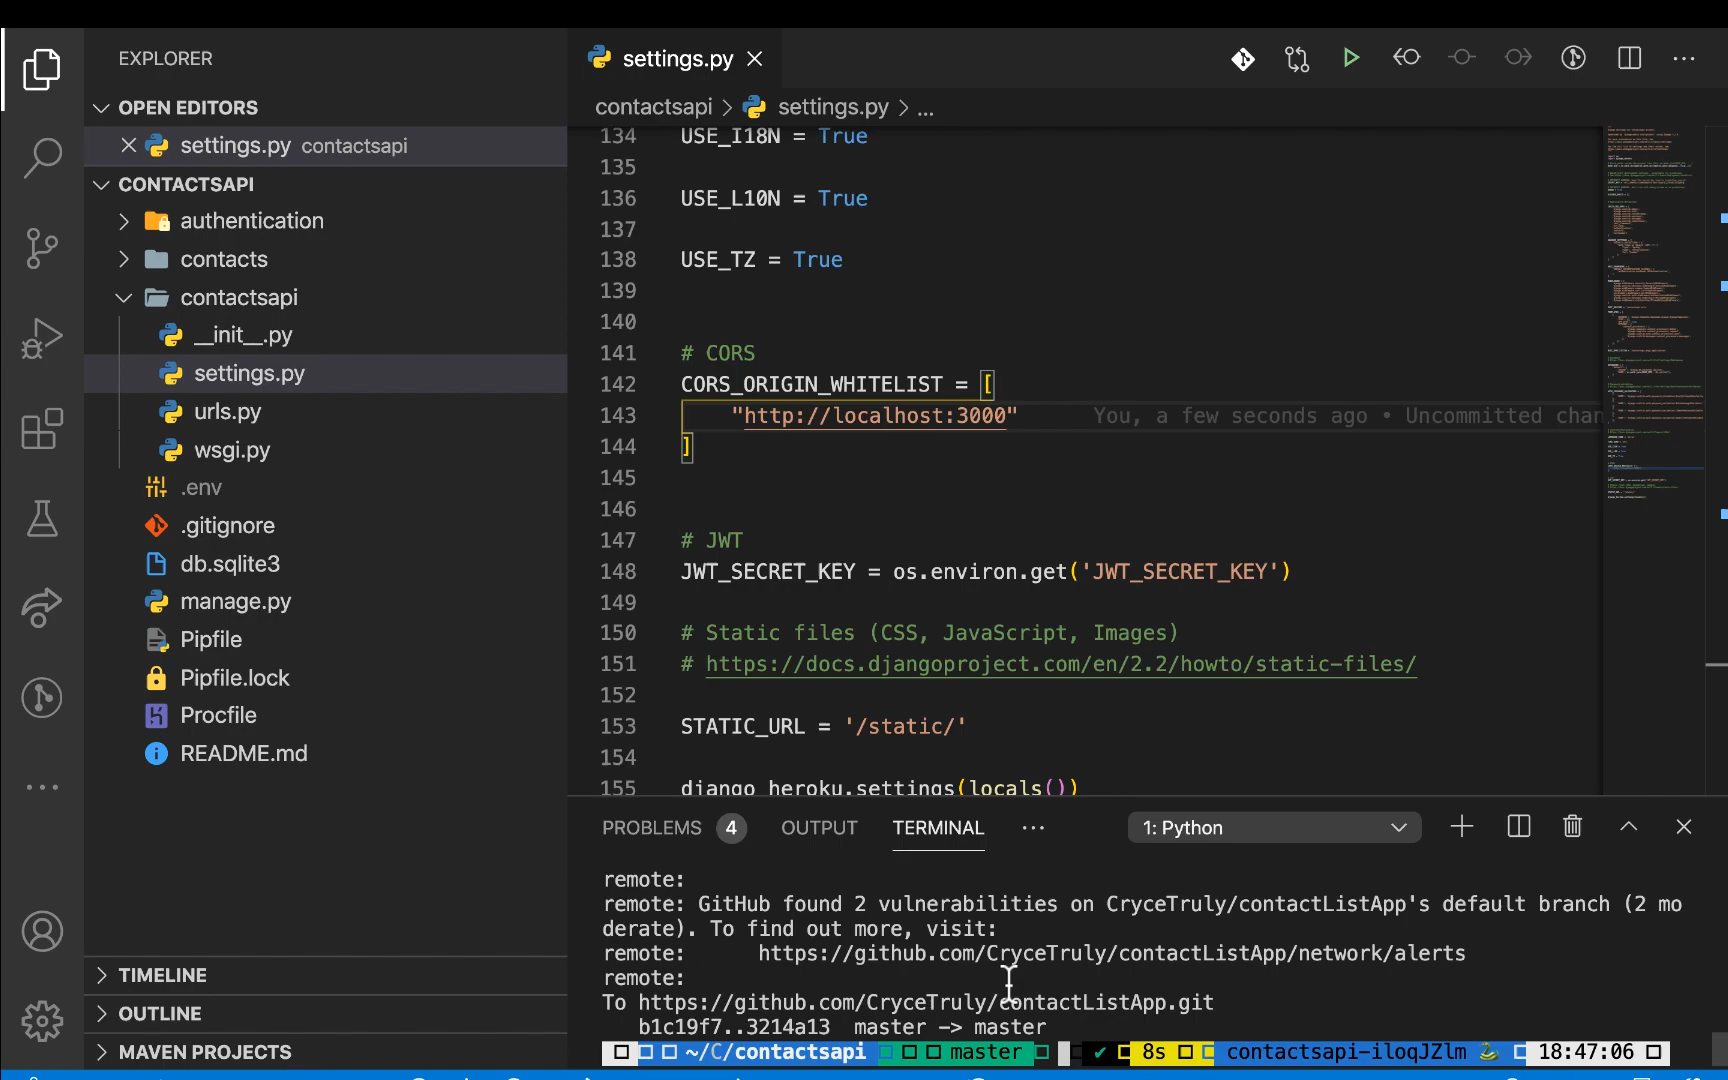 EXPLORER
OPEN EDITORS
settings.py contactsapi
CONTACTSAPI
authentication
contacts
contactsapi
__init__.py
settings.py
urls.py
wsgi.py
.env
.gitignore
db.sqlite3
manage.py
Pipfile
Pipfile.lock
Procfile
README.md
TIMELINE
OUTLINE
MAVEN PROJECTS
settings.py
contactsapi > settings.py > ...
134 USE_I18N = True
135
136 USE_L10N = True
137
138 USE_TZ = True
139
140
141 # CORS
142 CORS_ORIGIN_WHITELIST = [
143 "http://localhost:3000" You, a few seconds ago • Uncommitted chan
144 ]
145
146
147 # JWT
148 JWT_SECRET_KEY = os.environ.get('JWT_SECRET_KEY')
149
150 # Static files (CSS, JavaScript, Images)
151 # https://docs.djangoproject.com/en/2.2/howto/static-files/
152
153 STATIC_URL = '/static/'
154
155 django_heroku.settings(locals())
PROBLEMS 4 OUTPUT TERMINAL ... 1: Python
remote:
remote: GitHub found 2 vulnerabilities on CryceTruly/contactListApp's default branch (2 mo
derate). To find out more, visit:
remote: https://github.com/CryceTruly/contactListApp/network/alerts
remote:
To https://github.com/CryceTruly/contactListApp.git
b1c19f7..3214a13 master -> master
~/C/contactsapi master ✔ 8s contactsapi-iloqJZlm 18:47:06